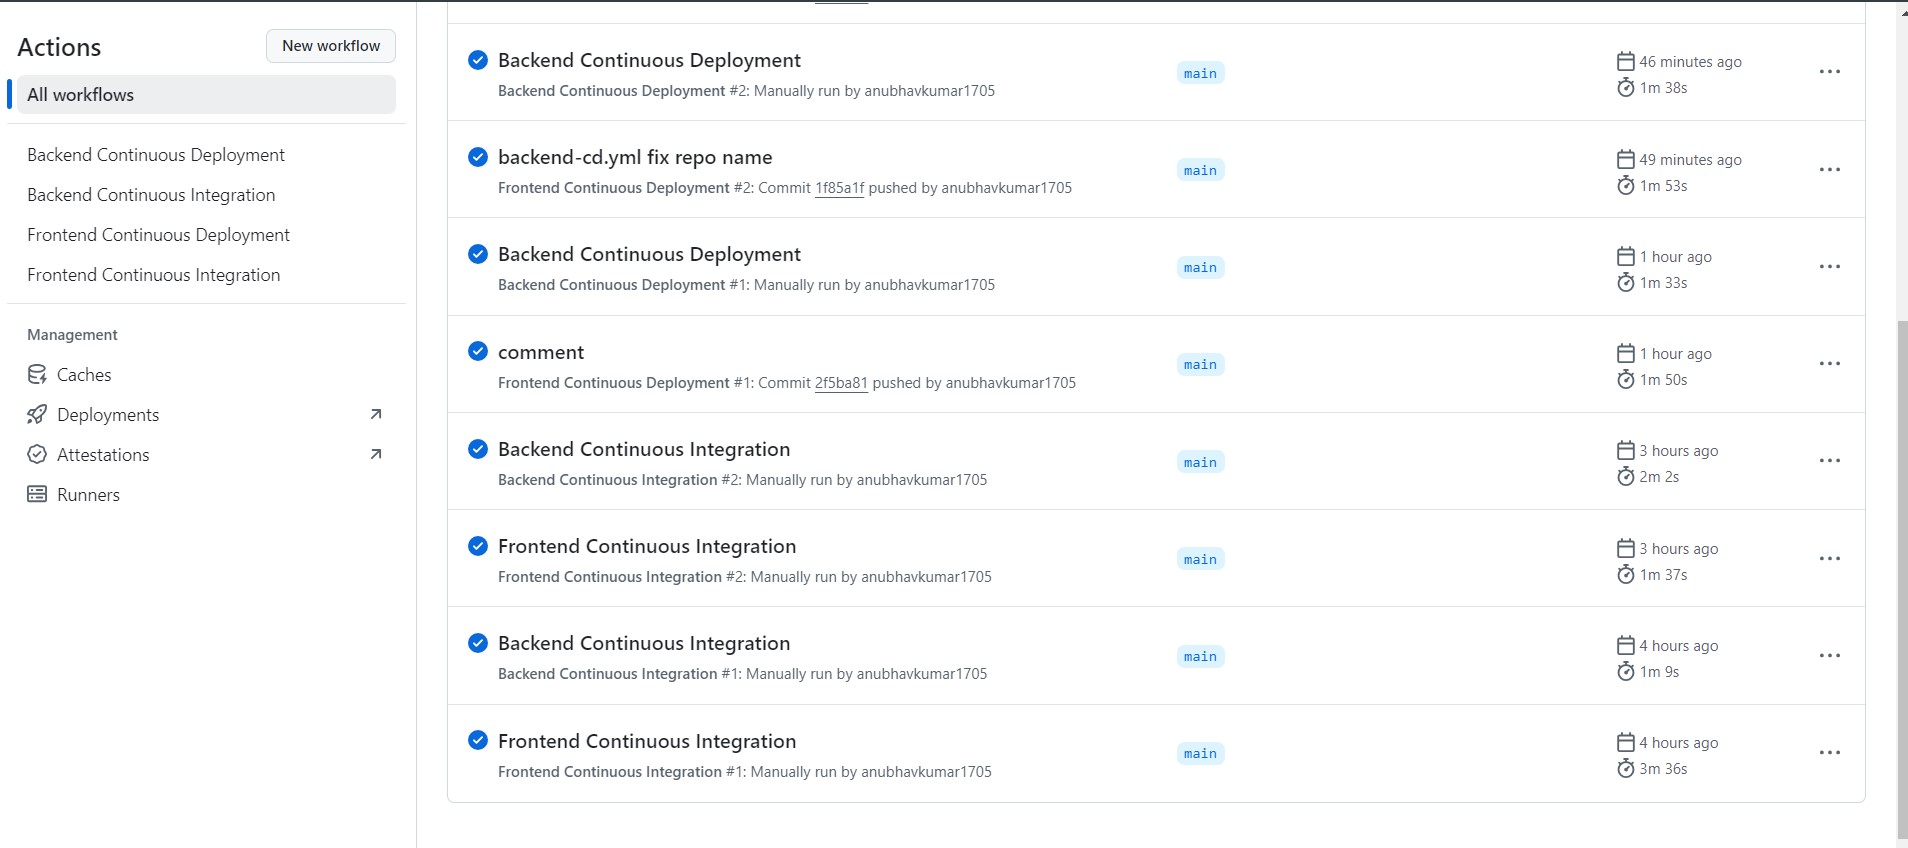 Actions
New workflow
All workflows
Backend Continuous Deployment
Backend Continuous Integration
Frontend Continuous Deployment
Frontend Continuous Integration
Management
Caches
Deployments
Attestations
Runners
Backend Continuous Deployment
Backend Continuous Deployment #2: Manually run by anubhavkumar1705
main
46 minutes ago
1m 38s
backend-cd.yml fix repo name
Frontend Continuous Deployment #2: Commit 1f85a1f pushed by anubhavkumar1705
main
49 minutes ago
1m 53s
Backend Continuous Deployment
Backend Continuous Deployment #1: Manually run by anubhavkumar1705
main
1 hour ago
1m 33s
comment
Frontend Continuous Deployment #1: Commit 2f5ba81 pushed by anubhavkumar1705
main
1 hour ago
1m 50s
Backend Continuous Integration
Backend Continuous Integration #2: Manually run by anubhavkumar1705
main
3 hours ago
2m 2s
Frontend Continuous Integration
Frontend Continuous Integration #2: Manually run by anubhavkumar1705
main
3 hours ago
1m 37s
Backend Continuous Integration
Backend Continuous Integration #1: Manually run by anubhavkumar1705
main
4 hours ago
1m 9s
Frontend Continuous Integration
Frontend Continuous Integration #1: Manually run by anubhavkumar1705
main
4 hours ago
3m 36s